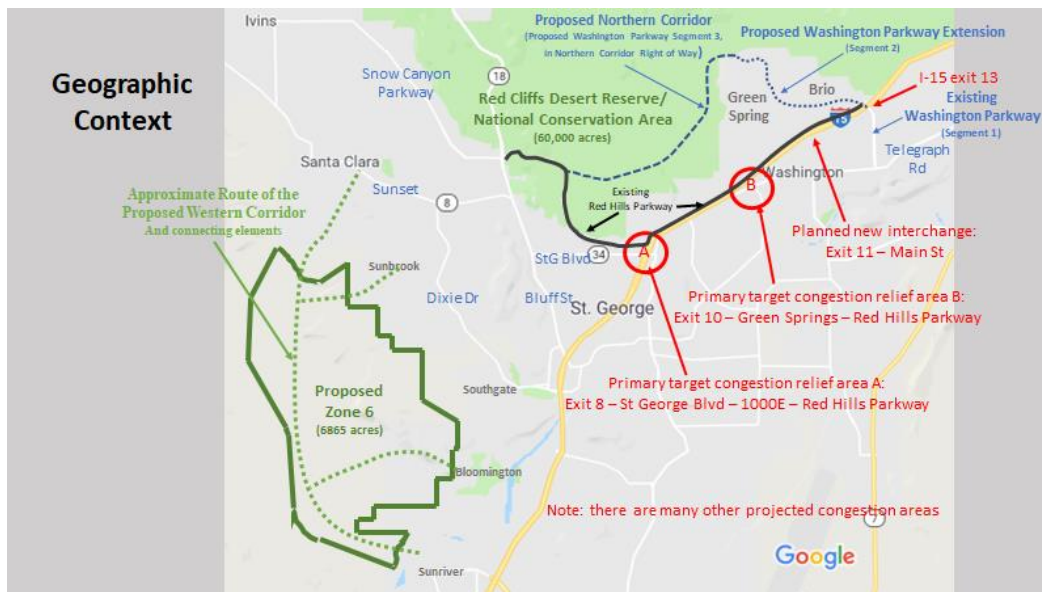 Geographic
Context
Ivins
Proposed Northern Corridor
(Proposed Washington Parkway Segment 3,
in Northern Corridor Right of Way)
Proposed Washington Parkway Extension
(Segment 2)
Snow Canyon
Parkway
18
Red Cliffs Desert Reserve/
National Conservation Area
(60,000 acres)
Green
Spring
Brio
I-15 exit 13
Existing
Washington Parkway
(Segment 1)
15
Telegraph
Rd
Santa Clara
Sunset
8
Existing
Red Hills Parkway
B
Washington
Approximate Route of the
Proposed Western Corridor
And connecting elements
Planned new interchange:
Exit 11 – Main St
Sunbrook
StG Blvd
34
A
Dixie Dr
Bluff St
St. George
Primary target congestion relief area B:
Exit 10 – Green Springs – Red Hills Parkway
Proposed
Zone 6
(6865 acres)
Southgate
Primary target congestion relief area A:
Exit 8 – St George Blvd – 1000E – Red Hills Parkway
Bloomington
Note: there are many other projected congestion areas
7
Google
Sunriver